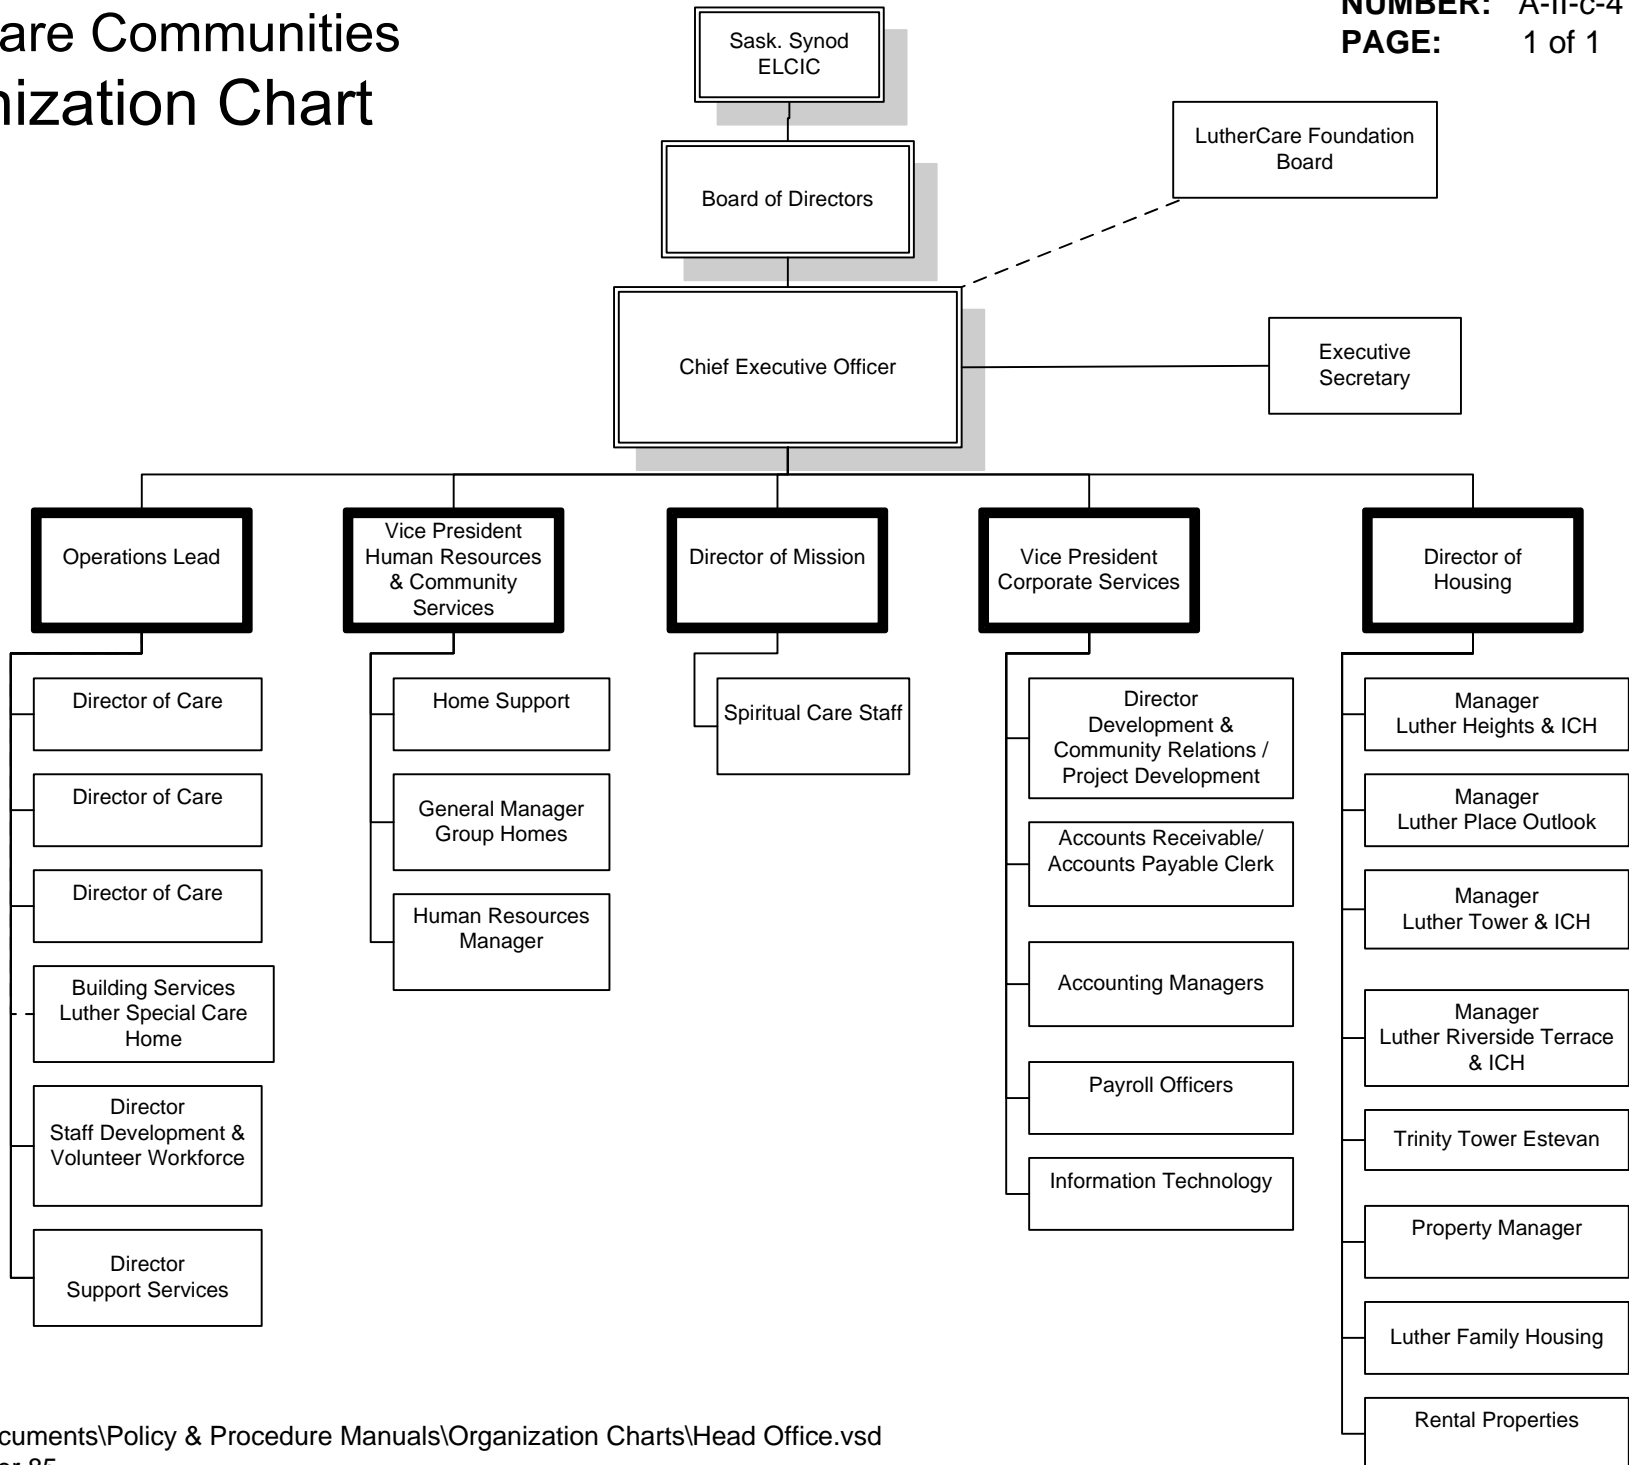 are Communities
nization Chart
NUMBER: A-II-c-4
PAGE: 1 of 1
Sask. Synod
ELCIC
LutherCare Foundation
Board
Board of Directors
Chief Executive Officer
Executive
Secretary
Operations Lead
Vice President
Human Resources
& Community
Services
Director of Mission
Vice President
Corporate Services
Director of
Housing
Director of Care
Director of Care
Director of Care
Building Services
Luther Special Care
Home
Director
Staff Development &
Volunteer Workforce
Director
Support Services
Home Support
General Manager
Group Homes
Human Resources
Manager
Spiritual Care Staff
Director
Development &
Community Relations /
Project Development
Accounts Receivable/
Accounts Payable Clerk
Accounting Managers
Payroll Officers
Information Technology
Manager
Luther Heights & ICH
Manager
Luther Place Outlook
Manager
Luther Tower & ICH
Manager
Luther Riverside Terrace
& ICH
Trinity Tower Estevan
Property Manager
Luther Family Housing
Rental Properties
cuments\Policy & Procedure Manuals\Organization Charts\Head Office.vsd